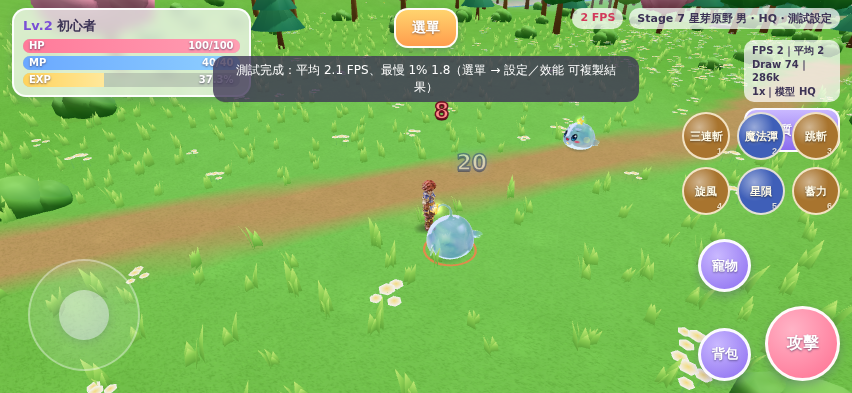 Lv.2 初心者
HP 100/100
MP 40/40
EXP
選單
2 FPS
Stage 7 星芽原野 男・HQ・測試設定
FPS 2｜平均 2
Draw 74｜
286k
1x｜模型 HQ
測試完成：平均 2.1 FPS、最慢 1% 1.8（選單 → 設定／效能 可複製結
果）
8
20
三連斬 1
魔法彈 2
跳斬 3
旋風 4
星隕 5
蓄力 6
寵物
攻擊
背包